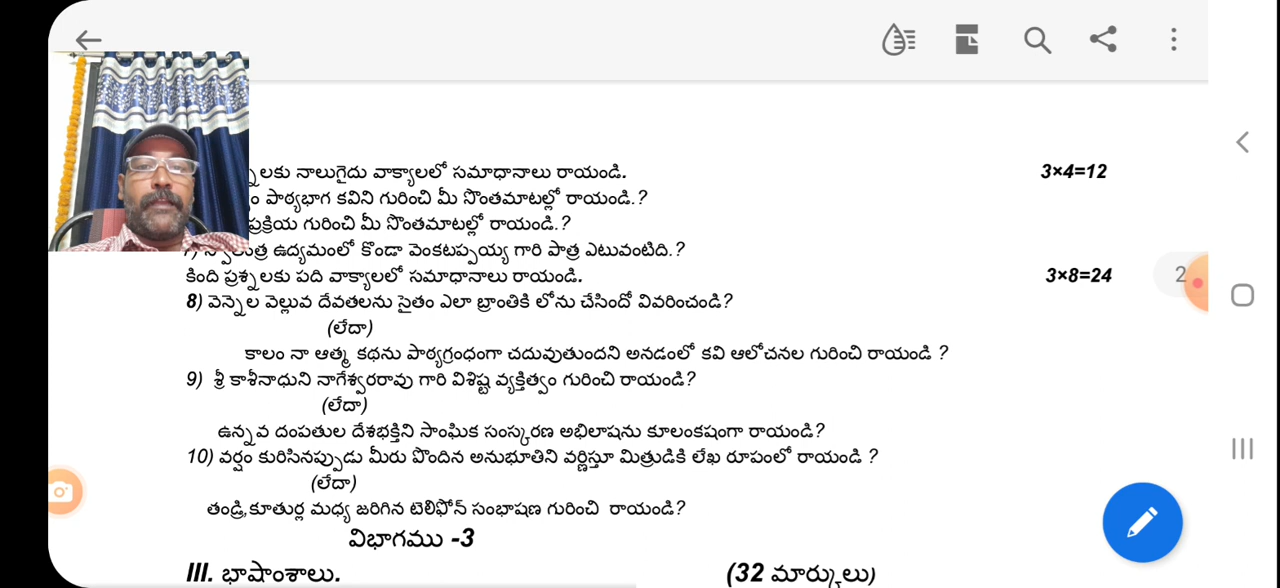 లకు నాలుగైదు వాక్యాలలో సమాధానాలు రాయండి. 3×4=12
పాఠ్యభాగ కవిని గురించి మీ సొంతమాటల్లో రాయండి.?
ప్రక్రియ గురించి మీ సొంతమాటల్లో రాయండి.?
ఉద్యమంలో కొండా వెంకటప్పయ్య గారి పాత్ర ఎటువంటిది.?
కింది ప్రశ్నలకు పది వాక్యాలలో సమాధానాలు రాయండి. 3×8=24
2
8) వెన్నెల వెల్లువ దేవతలను సైతం ఎలా బ్రాంతికి లోను చేసిందో వివరించండి?
(లేదా)
కాలం నా ఆత్మ కథను పాఠ్యగ్రంధంగా చదువుతుందని అనడంలో కవి ఆలోచనల గురించి రాయండి ?
9) శ్రీ కాశీనాధుని నాగేశ్వరరావు గారి విశిష్ట వ్యక్తిత్వం గురించి రాయండి?
(లేదా)
ఉన్నవ దంపతుల దేశభక్తిని సాంఘిక సంస్కరణ అభిలాషను కూలంకషంగా రాయండి?
10) వర్షం కురిసినప్పుడు మీరు పొందిన అనుభూతిని వర్ణిస్తూ మిత్రుడికి లేఖ రూపంలో రాయండి ?
(లేదా)
తండ్రి,కూతుర్ల మధ్య జరిగిన టెలిఫోన్ సంభాషణ గురించి రాయండి?
విభాగము -3
III. భాషాంశాలు. (32 మార్కులు)